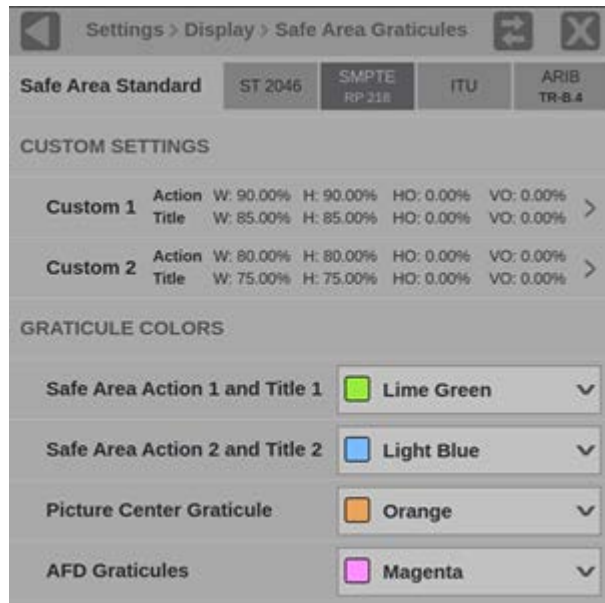 Settings > Display > Safe Area Graticules
Safe Area Standard ST 2046 SMPTE RP 218 ITU ARIB TR-B.4
CUSTOM SETTINGS
Custom 1 Action W: 90.00% H: 90.00% HO: 0.00% VO: 0.00% >
Title W: 85.00% H: 85.00% HO: 0.00% VO: 0.00%
Custom 2 Action W: 80.00% H: 80.00% HO: 0.00% VO: 0.00% >
Title W: 75.00% H: 75.00% HO: 0.00% VO: 0.00%
GRATICULE COLORS
Safe Area Action 1 and Title 1 Lime Green
Safe Area Action 2 and Title 2 Light Blue
Picture Center Graticule Orange
AFD Graticules Magenta